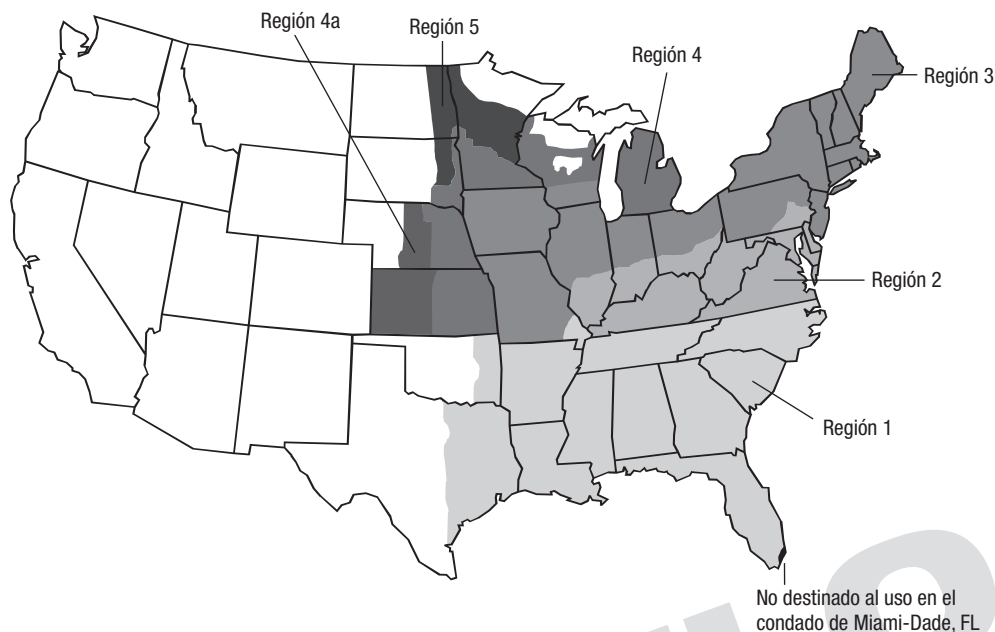 Región 4a
Región 5
Región 4
Región 3
Región 2
Región 1
No destinado al uso en el
condado de Miami-Dade, FL